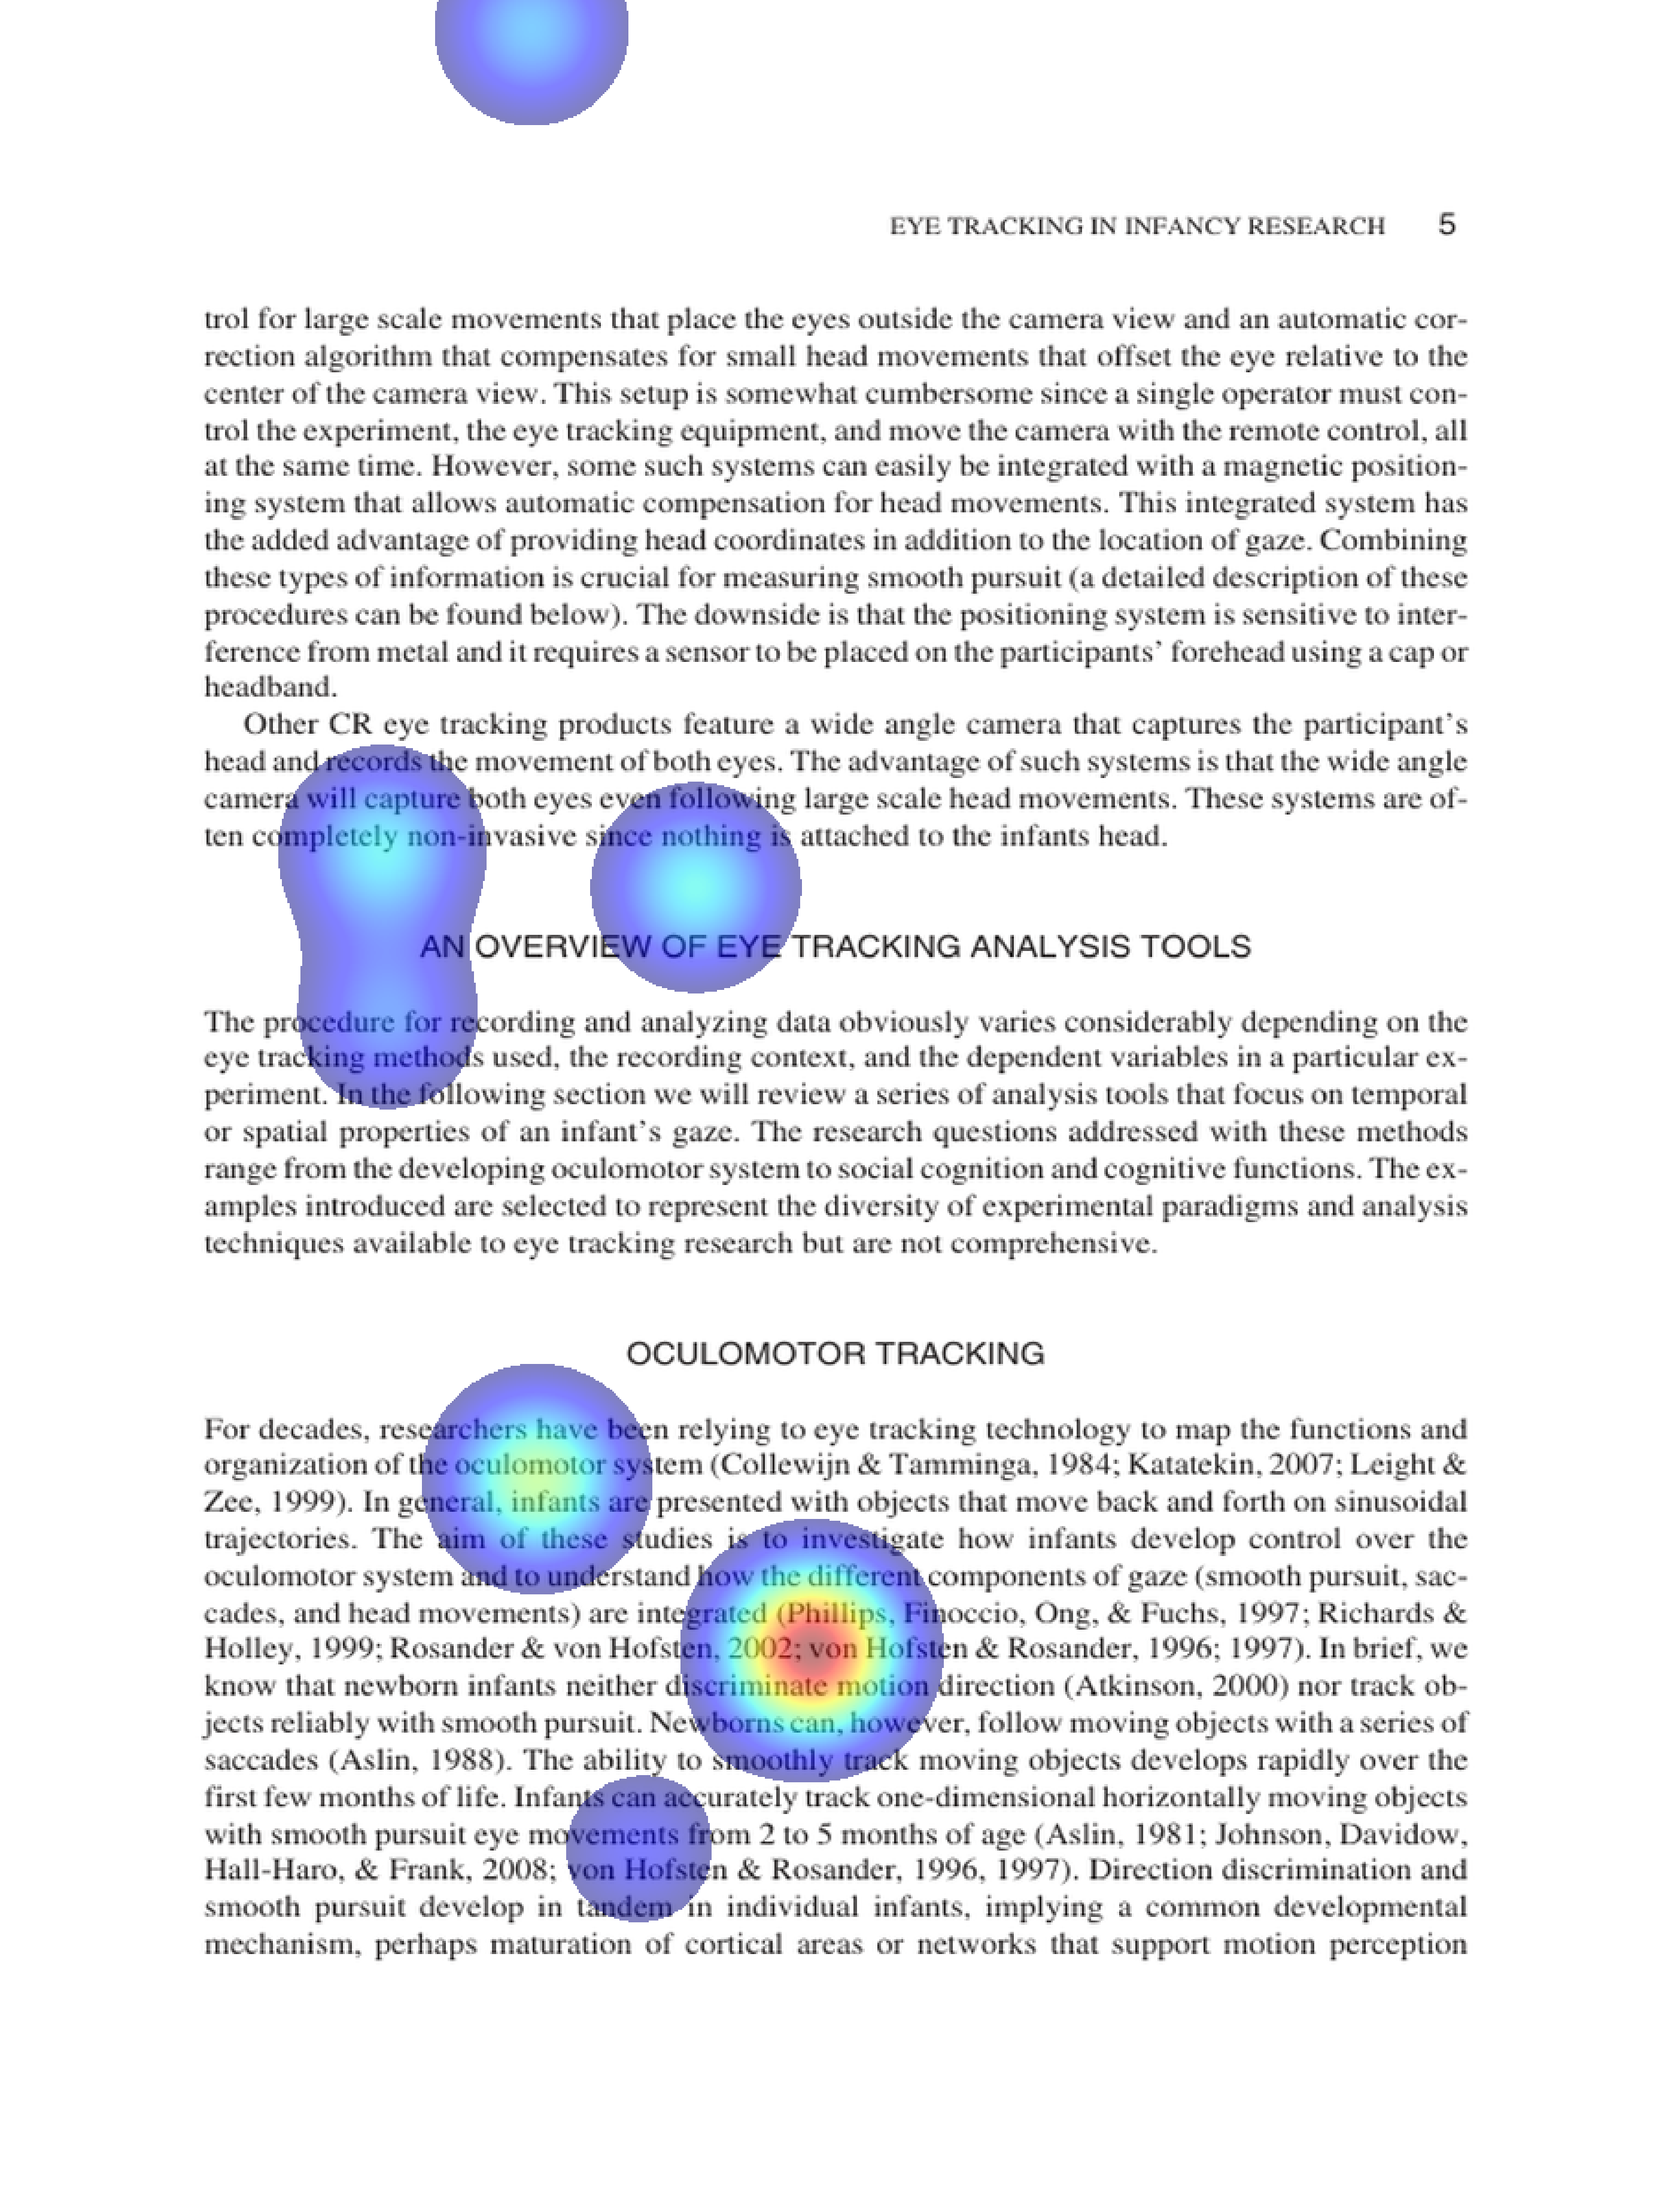 EYE TRACKING IN INFANCY RESEARCH 5
trol for large scale movements that place the eyes outside the camera view and an automatic cor-
rection algorithm that compensates for small head movements that offset the eye relative to the
center of the camera view. This setup is somewhat cumbersome since a single operator must con-
trol the experiment, the eye tracking equipment, and move the camera with the remote control, all
at the same time. However, some such systems can easily be integrated with a magnetic position-
ing system that allows automatic compensation for head movements. This integrated system has
the added advantage of providing head coordinates in addition to the location of gaze. Combining
these types of information is crucial for measuring smooth pursuit (a detailed description of these
procedures can be found below). The downside is that the positioning system is sensitive to inter-
ference from metal and it requires a sensor to be placed on the participants’ forehead using a cap or
headband.
Other CR eye tracking products feature a wide angle camera that captures the participant’s
head and records the movement of both eyes. The advantage of such systems is that the wide angle
camera will capture both eyes even following large scale head movements. These systems are of-
ten completely non-invasive since nothing is attached to the infants head.
AN OVERVIEW OF EYE TRACKING ANALYSIS TOOLS
The procedure for recording and analyzing data obviously varies considerably depending on the
eye tracking methods used, the recording context, and the dependent variables in a particular ex-
periment. In the following section we will review a series of analysis tools that focus on temporal
or spatial properties of an infant’s gaze. The research questions addressed with these methods
range from the developing oculomotor system to social cognition and cognitive functions. The ex-
amples introduced are selected to represent the diversity of experimental paradigms and analysis
techniques available to eye tracking research but are not comprehensive.
OCULOMOTOR TRACKING
For decades, researchers have been relying to eye tracking technology to map the functions and
organization of the oculomotor system (Collewijn & Tamminga, 1984; Katatekin, 2007; Leight &
Zee, 1999). In general, infants are presented with objects that move back and forth on sinusoidal
trajectories. The aim of these studies is to investigate how infants develop control over the
oculomotor system and to understand how the different components of gaze (smooth pursuit, sac-
cades, and head movements) are integrated (Phillips, Finoccio, Ong, & Fuchs, 1997; Richards &
Holley, 1999; Rosander & von Hofsten, 2002; von Hofsten & Rosander, 1996; 1997). In brief, we
know that newborn infants neither discriminate motion direction (Atkinson, 2000) nor track ob-
jects reliably with smooth pursuit. Newborns can, however, follow moving objects with a series of
saccades (Aslin, 1988). The ability to smoothly track moving objects develops rapidly over the
first few months of life. Infants can accurately track one-dimensional horizontally moving objects
with smooth pursuit eye movements from 2 to 5 months of age (Aslin, 1981; Johnson, Davidow,
Hall-Haro, & Frank, 2008; von Hofsten & Rosander, 1996, 1997). Direction discrimination and
smooth pursuit develop in tandem in individual infants, implying a common developmental
mechanism, perhaps maturation of cortical areas or networks that support motion perception